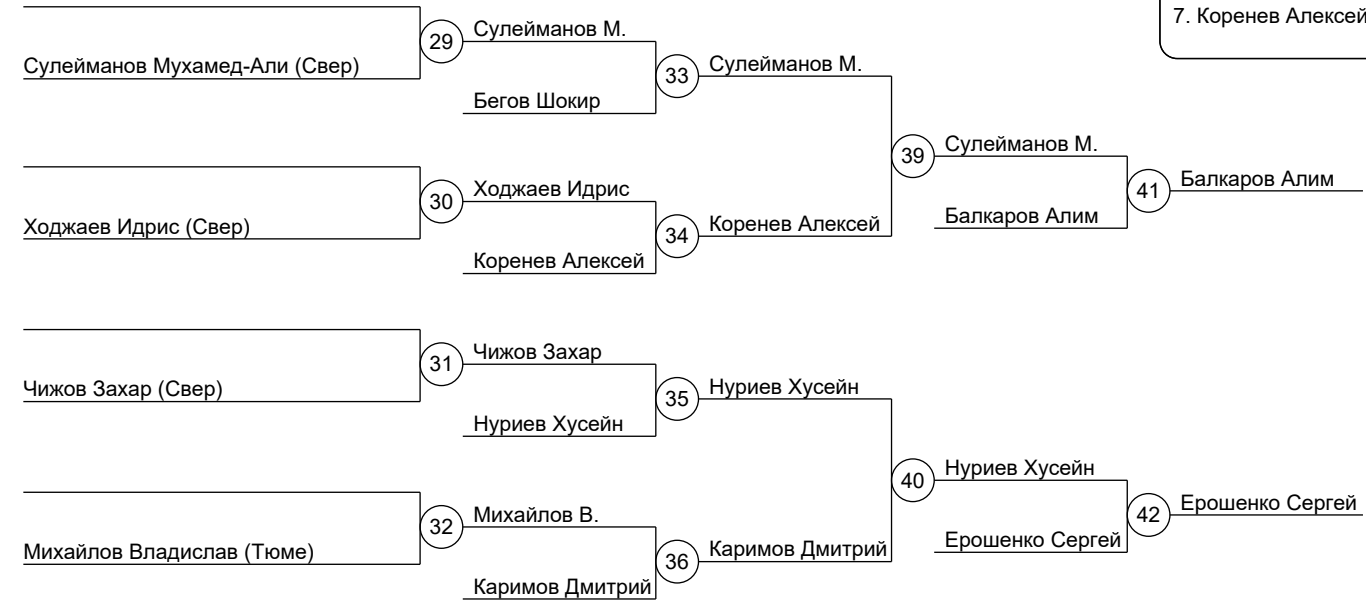 7. Коренев Алексей
29 Сулейманов М.
Сулейманов Мухамед-Али (Свер)
33 Сулейманов М.
Бегов Шокир
39 Сулейманов М.
30 Ходжаев Идрис
Ходжаев Идрис (Свер)
34 Коренев Алексей
Коренев Алексей
41 Балкаров Алим
Балкаров Алим
31 Чижов Захар
Чижов Захар (Свер)
35 Нуриев Хусейн
Нуриев Хусейн
40 Нуриев Хусейн
32 Михайлов В.
Михайлов Владислав (Тюме)
36 Каримов Дмитрий
Каримов Дмитрий
42 Ерошенко Сергей
Ерошенко Сергей